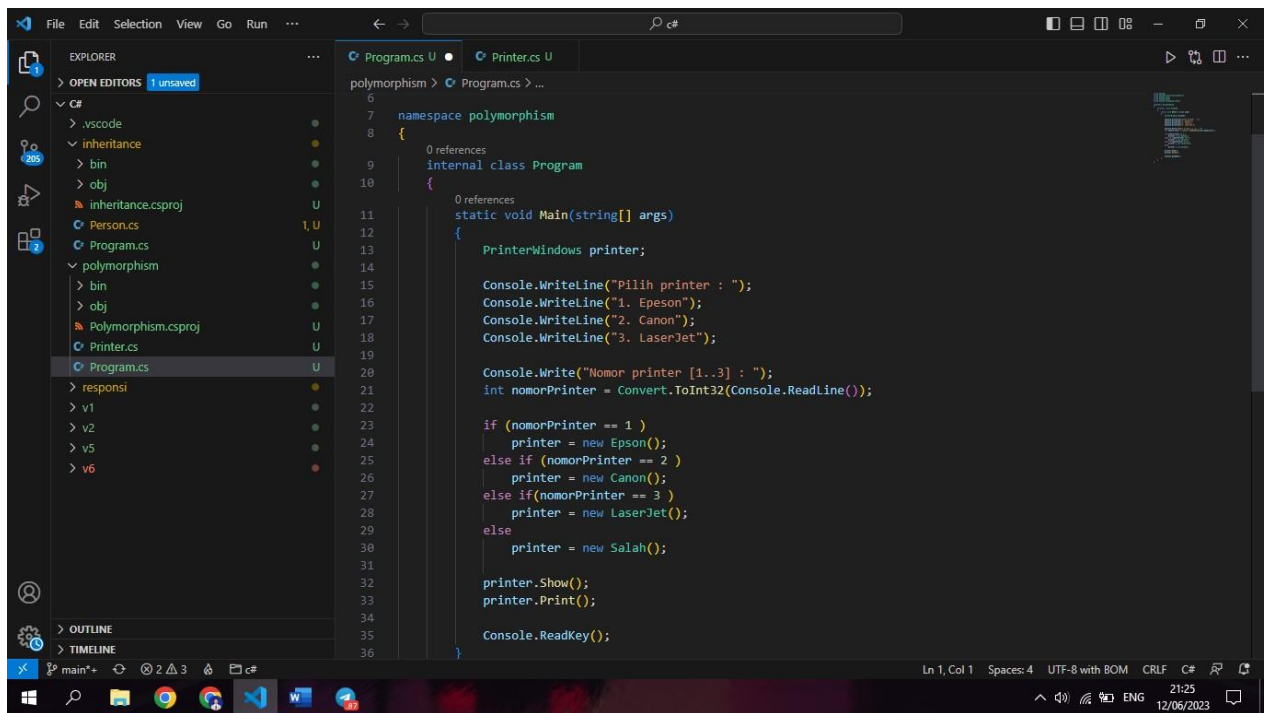 File Edit Selection View Go Run ··· c#
EXPLORER ···
OPEN EDITORS 1 unsaved
C#
.vscode
inheritance
bin
obj
inheritance.csproj U
Person.cs 1, U
Program.cs U
polymorphism
bin
obj
Polymorphism.csproj U
Printer.cs U
Program.cs U
responsi
v1
v2
v5
v6
OUTLINE
TIMELINE
1
205
2
Program.cs U ● Printer.cs U
polymorphism > Program.cs > ...
6
7 namespace polymorphism
8 {
0 references
9 internal class Program
10 {
0 references
11 static void Main(string[] args)
12 {
13 PrinterWindows printer;
14
15 Console.WriteLine("Pilih printer : ");
16 Console.WriteLine("1. Epeson");
17 Console.WriteLine("2. Canon");
18 Console.WriteLine("3. LaserJet");
19
20 Console.Write("Nomor printer [1..3] : ");
21 int nomorPrinter = Convert.ToInt32(Console.ReadLine());
22
23 if (nomorPrinter == 1 )
24 printer = new Epson();
25 else if (nomorPrinter == 2 )
26 printer = new Canon();
27 else if(nomorPrinter == 3 )
28 printer = new LaserJet();
29 else
30 printer = new Salah();
31
32 printer.Show();
33 printer.Print();
34
35 Console.ReadKey();
36 }
main*+ 2 3 c# Ln 1, Col 1 Spaces: 4 UTF-8 with BOM CRLF C#
87 ENG 21:25
12/06/2023